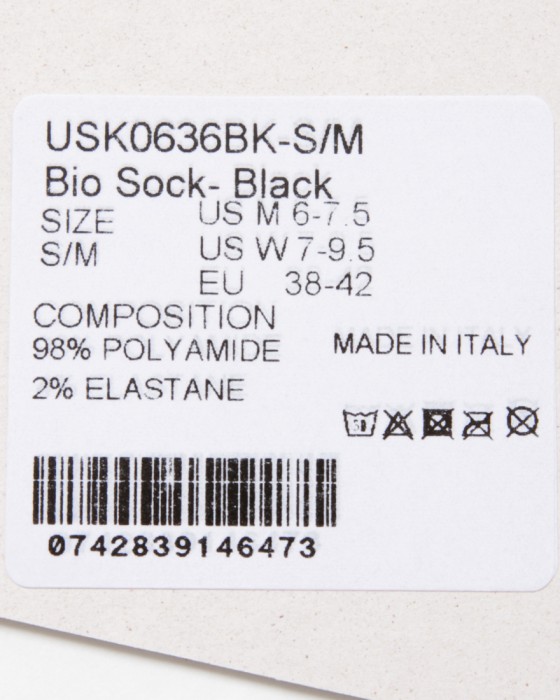 USK0636BK-S/M
Bio Sock- Black
SIZE US M 6-7.5
S/M US W 7-9.5
EU 38-42
COMPOSITION
98% POLYAMIDE MADE IN ITALY
2% ELASTANE
30
0742839146473